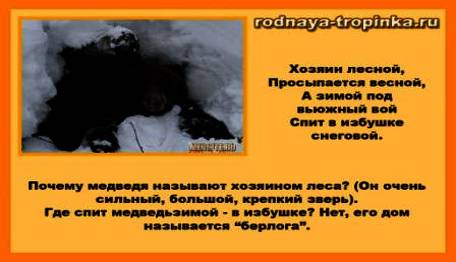 rodnaya-tropinka.ru
Хозяин лесной,
Просыпается весной,
А зимой под
вьюжный вой
Спит в избушке
снеговой.
Почему медведя называют хозяином леса? (Он очень
сильный, большой, крепкий зверь).
Где спит медведьзимой - в избушке? Нет, его дом
называется “берлога”.